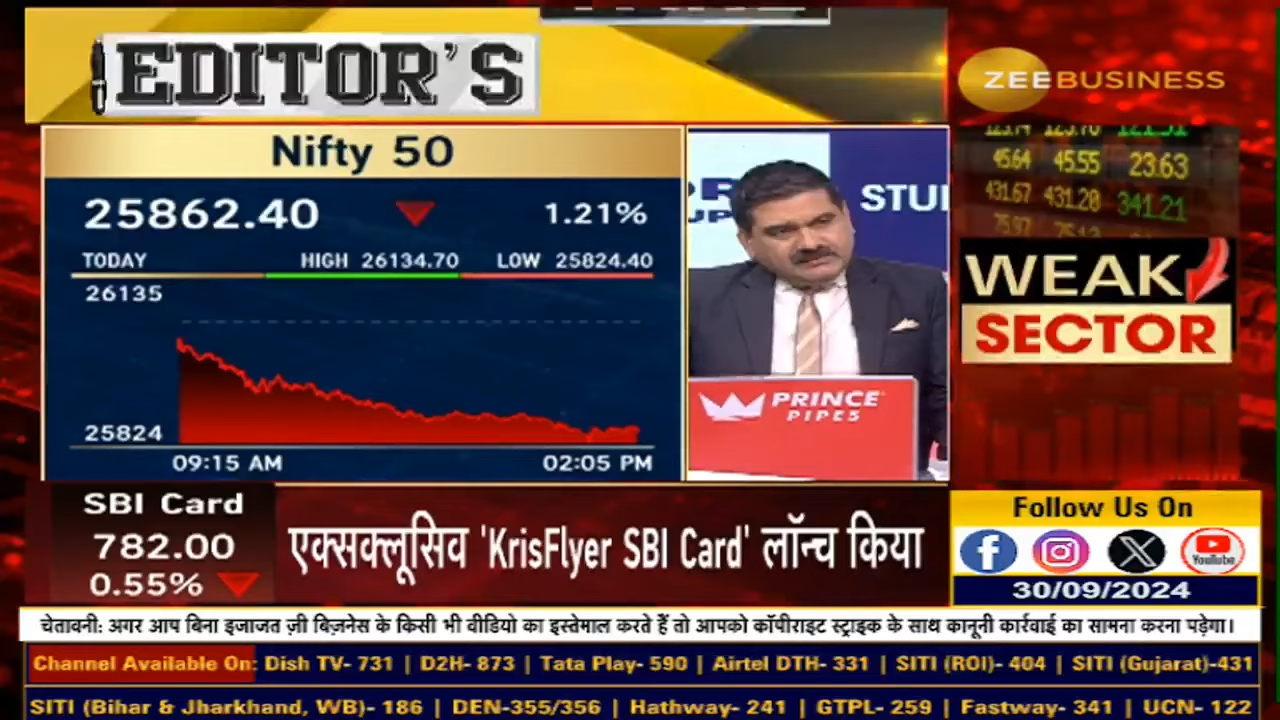 EDITOR'S
ZEEBUSINESS
Nifty 50
25862.40 1.21%
TODAY HIGH 26134.70 LOW 25824.40
26135
25824
09:15 AM 02:05 PM
STU
PRINCE
PIPES
45.64 45.55 23.63
431.67 431.20 341.21
WEAK
SECTOR
SBI Card
782.00
0.55%
एक्सक्लूसिव 'KrisFlyer SBI Card' लॉन्च किया
Follow Us On
YouTube
30/09/2024
चेतावनी: अगर आप बिना इजाजत ज़ी बिज़नेस के किसी भी वीडियो का इस्तेमाल करते हैं तो आपको कॉपीराइट स्ट्राइक के साथ कानूनी कार्रवाई का सामना करना पड़ेगा।
Channel Available On: Dish TV- 731 | D2H- 873 | Tata Play- 590 | Airtel DTH- 331 | SITI (ROI)- 404 | SITI (Gujarat)-431
SITI (Bihar & Jharkhand, WB)- 186 | DEN-355/356 | Hathway- 241 | GTPL- 259 | Fastway- 341 | UCN- 122